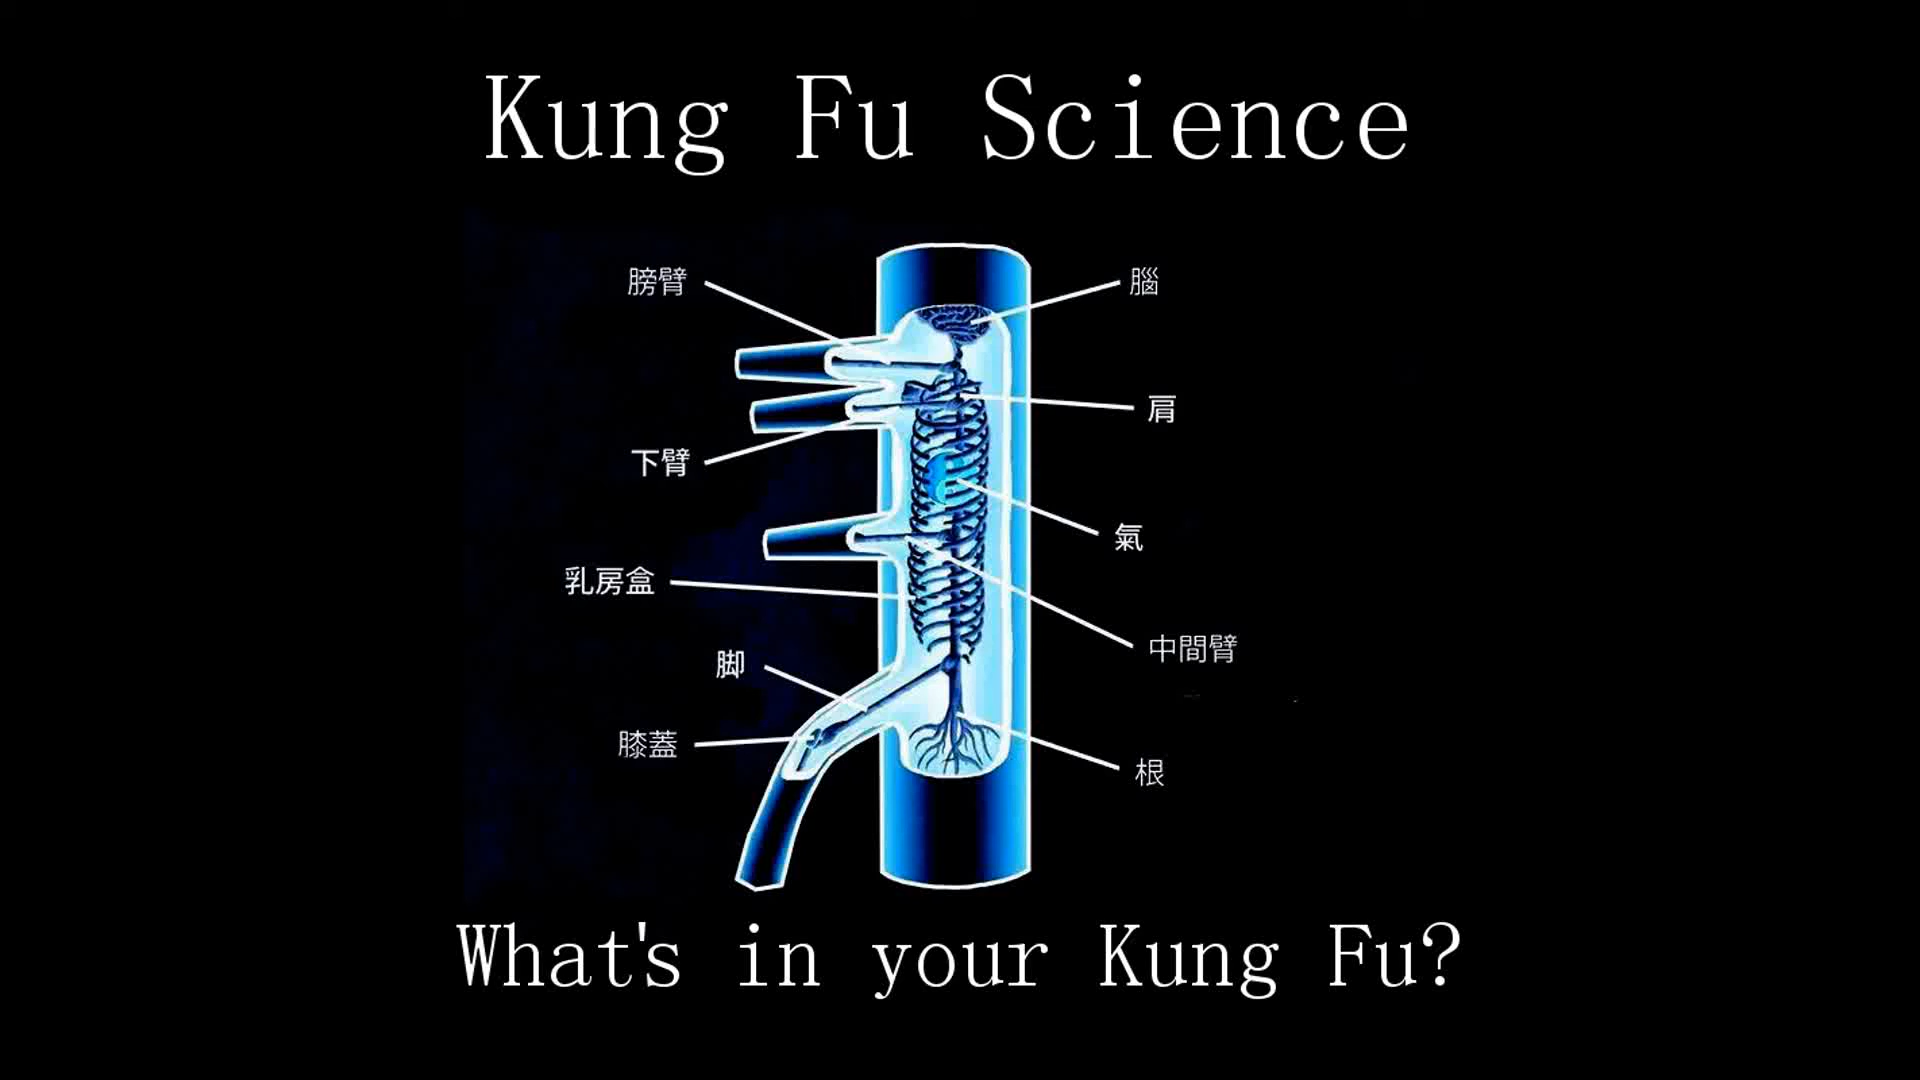 Kung Fu Science
膀臂
腦
肩
下臂
氣
乳房盒
中間臂
脚
膝蓋
根
What's in your Kung Fu?